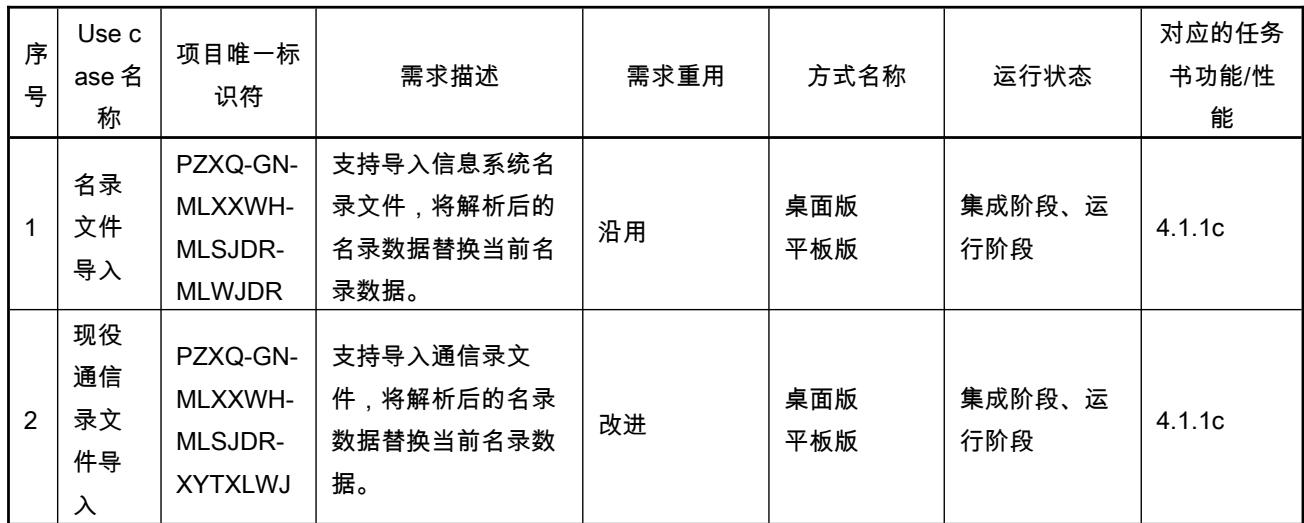 序号
Use case 名称
项目唯一标识符
需求描述
需求重用
方式名称
运行状态
对应的任务书功能/性能
1
名录
文件
导入
PZXQ-GN-
MLXXWH-
MLSJDR-
MLWJDR
支持导入信息系统名
录文件，将解析后的
名录数据替换当前名
录数据。
沿用
桌面版
平板版
集成阶段、运
行阶段
4.1.1c
2
现役
通信
录文
件导
入
PZXQ-GN-
MLXXWH-
MLSJDR-
XYTXLWJ
支持导入通信录文
件，将解析后的名录
数据替换当前名录数
据。
改进
桌面版
平板版
集成阶段、运
行阶段
4.1.1c